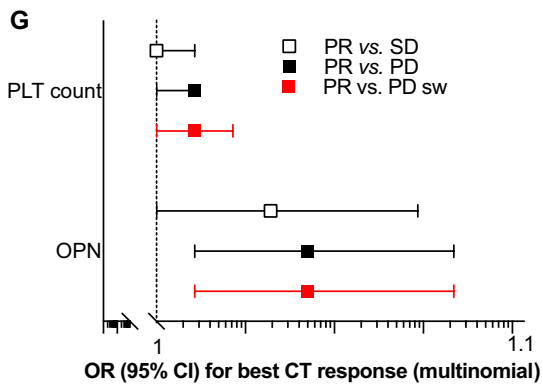 G
PR vs. SD
PR vs. PD
PR vs. PD sw
PLT count
OPN
1
1.1
OR (95% CI) for best CT response (multinomial)